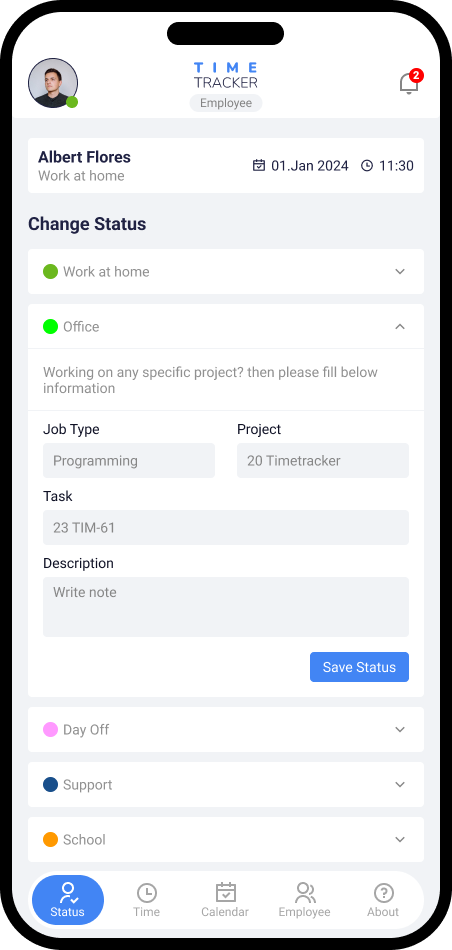 TIME
TRACKER
Employee
2
Albert Flores
Work at home
01.Jan 2024 11:30
Change Status
Work at home
Office
Working on any specific project? then please fill below
information
Job Type Project
Programming 20 Timetracker
Task
23 TIM-61
Description
Write note
Save Status
Day Off
Support
School
Status Time Calendar Employee About